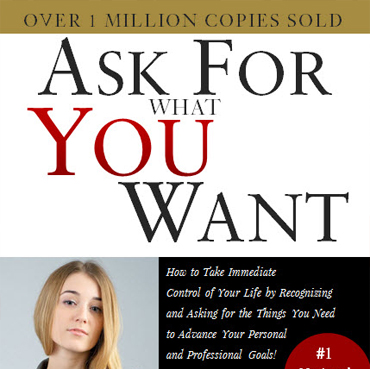 OVER 1 MILLION COPIES SOLD
ASK FOR
WHAT
YOU
WANT
How to Take Immediate
Control of Your Life by Recognizing
and Asking for the Things You Need
to Advance Your Personal
and Professional Goals!
#1